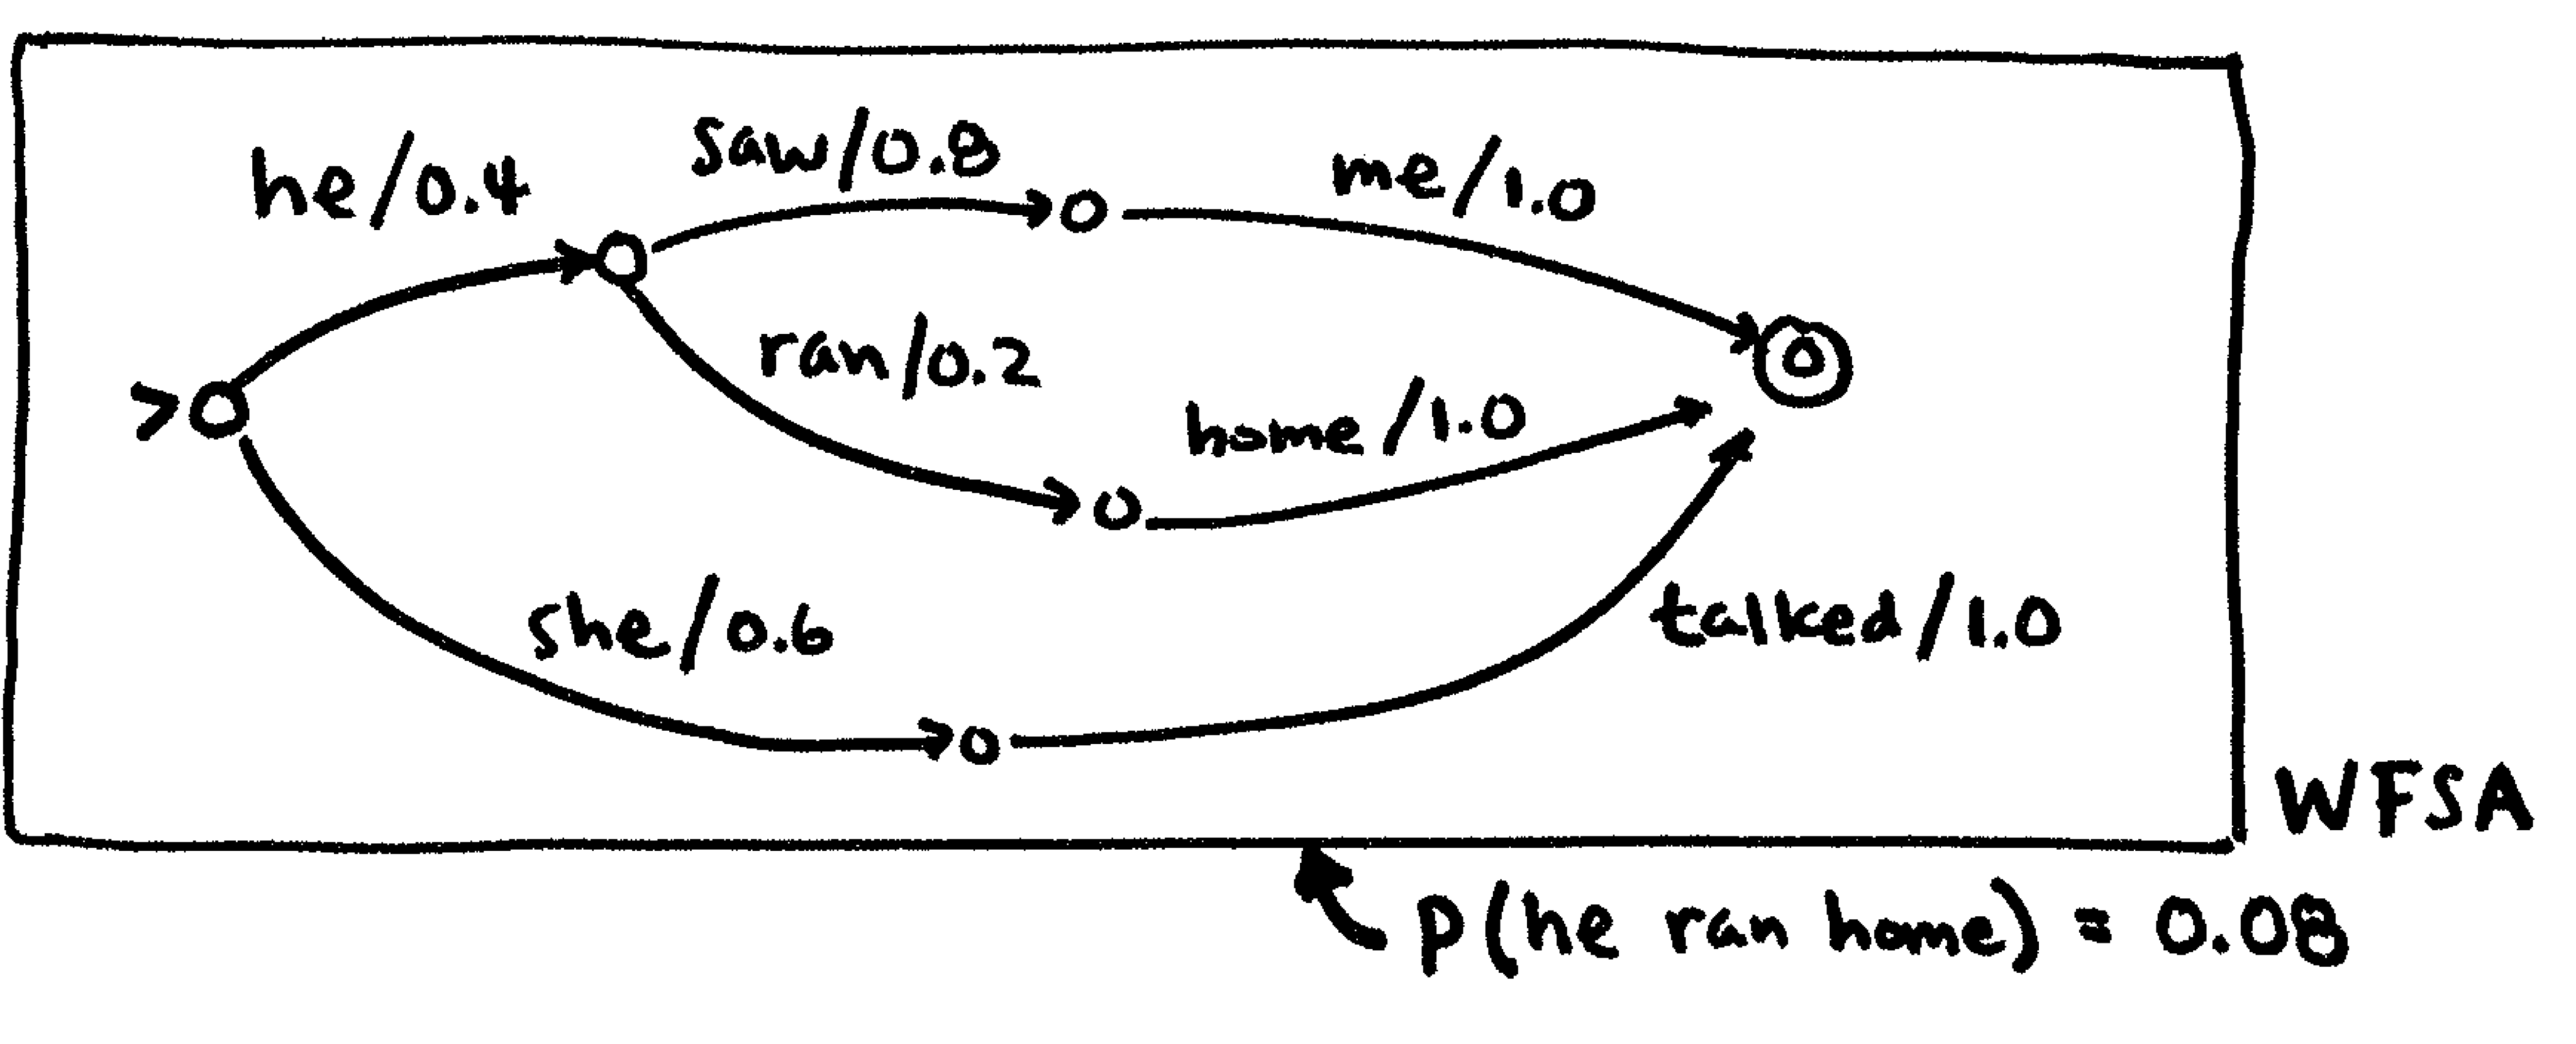 he/0.4
saw/0.8
me/1.0
ran/0.2
home/1.0
she/0.6
talked/1.0
WFSA
p(he ran home) = 0.08